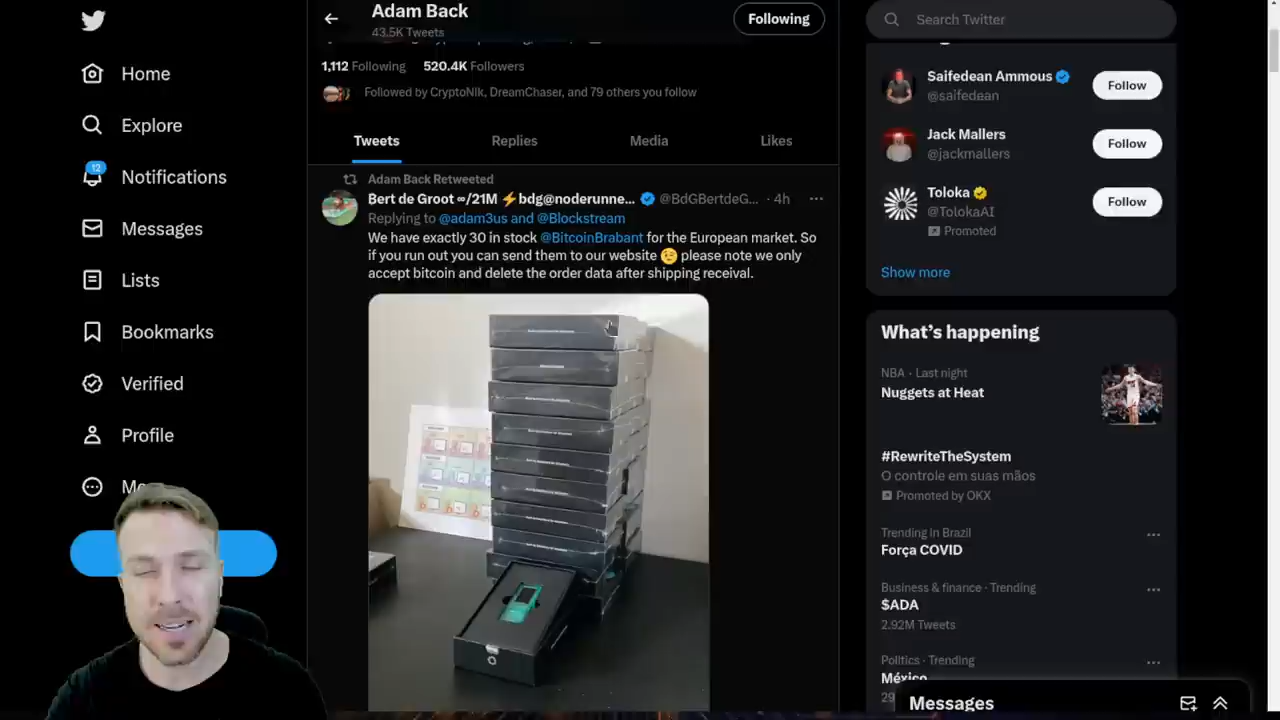 Home
Explore
12
Notifications
Messages
Lists
Bookmarks
Verified
Profile
Adam Back
43.5K Tweets
Following
1,112 Following 520.4K Followers
Followed by CryptoNIk, DreamChaser, and 79 others you follow
Tweets Replies Media Likes
Adam Back Retweeted
Bert de Groot ∞/21M ⚡bdg@noderunne... @BdGBertdeG... · 4h
Replying to @adam3us and @Blockstream
We have exactly 30 in stock @BitcoinBrabant for the European market. So
if you run out you can send them to our website 😉 please note we only
accept bitcoin and delete the order data after shipping receival.
Search Twitter
Saifedean Ammous
@saifedean
Follow
Jack Mallers
@jackmallers
Follow
Toloka
@TolokaAI
Promoted
Follow
Show more
What's happening
NBA · Last night
Nuggets at Heat
#RewriteTheSystem
O controle em suas mãos
Promoted by OKX
Trending in Brazil
Força COVID
Business & finance · Trending
$ADA
2.92M Tweets
Politics · Trending
México
Messages